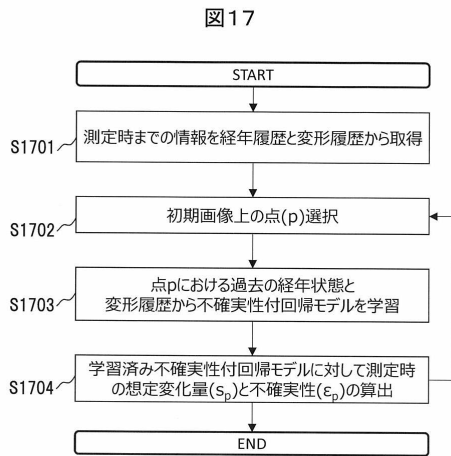 図17
START
S1701
測定時までの情報を経年履歴と変形履歴から取得
S1702
初期画像上の点(p)選択
S1703
点pにおける過去の経年状態と
変形履歴から不確実性付回帰モデルを学習
S1704
学習済み不確実性付回帰モデルに対して測定時
の想定変化量(sp)と不確実性(εp)の算出
END